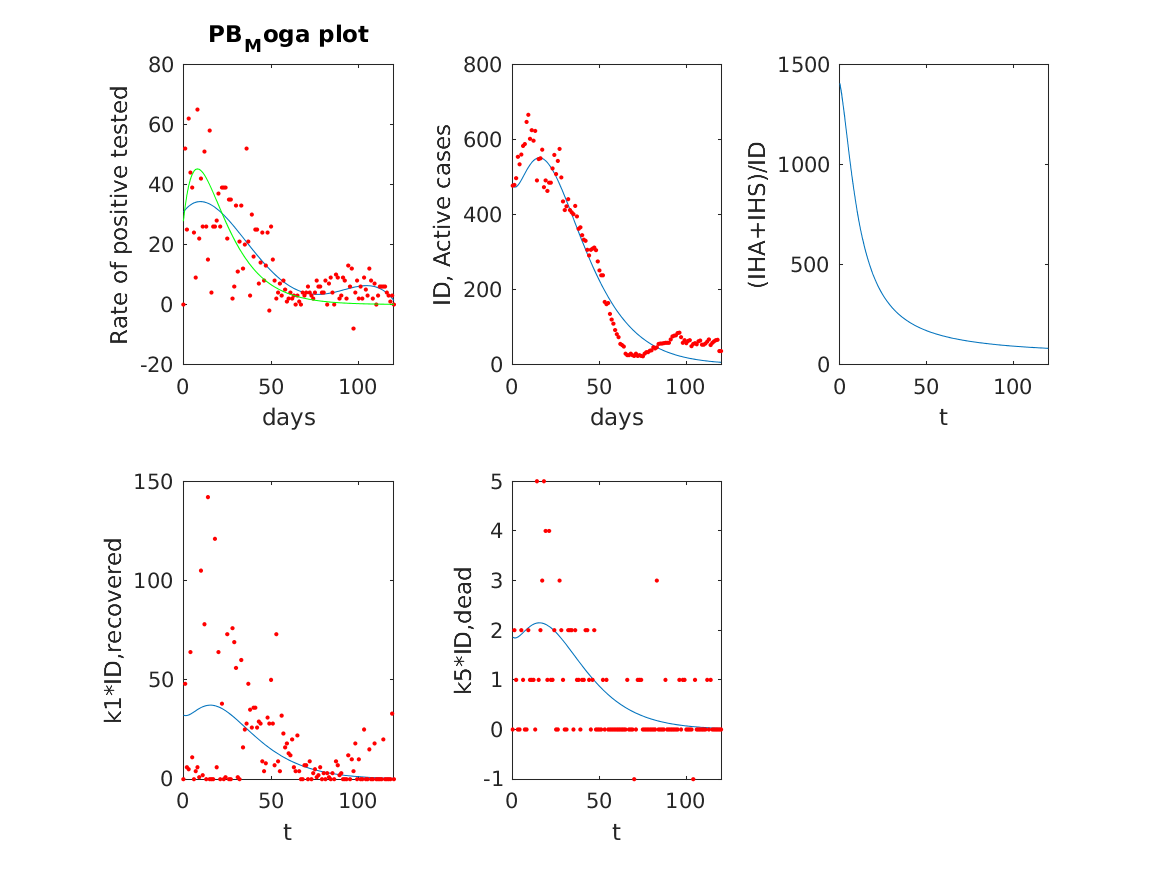 PB_Moga plot
80
60
40
20
0
-20
Rate of positive tested
0 50 100
days
800
600
400
200
0
ID, Active cases
0 50 100
days
1500
1000
500
0
(IHA+IHS)/ID
0 50 100
t
150
100
50
0
k1*ID,recovered
0 50 100
t
5
4
3
2
1
0
-1
k5*ID,dead
0 50 100
t